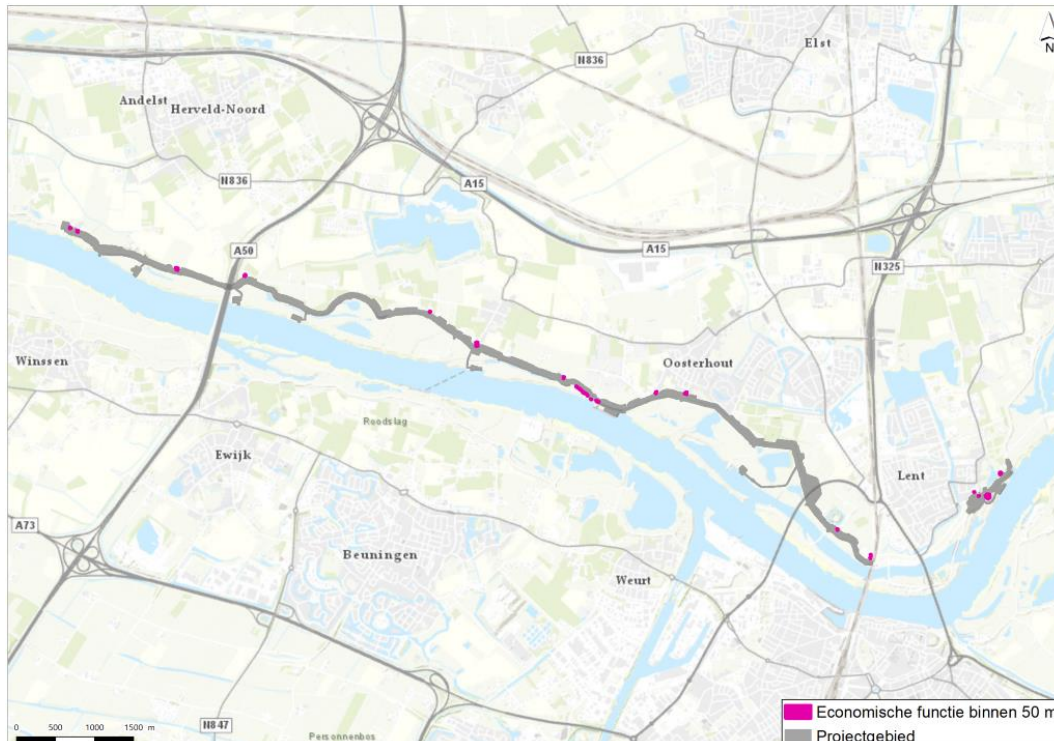 Elst
N836
N
Andelst
Herveld-Noord
N836
A15
A50
A15
N325
Winssen
Oosterhout
Roodslag
Ewijk
Lent
A73
Beuningen
Weurt
N847
Personnenbos
0 500 1000 1500 m
Economische functie binnen 50 m
Projectgebied